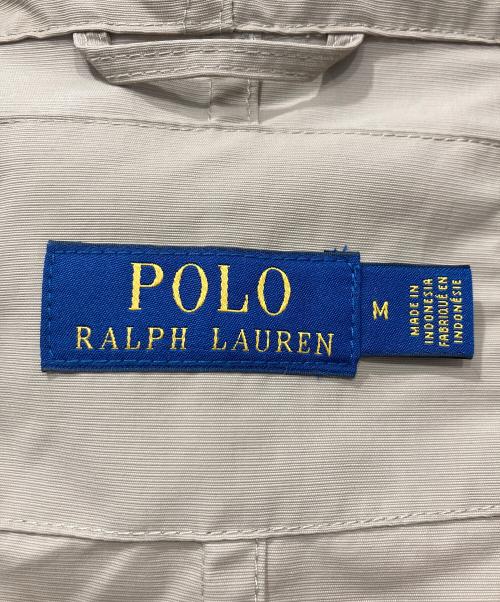 POLO
RALPH LAUREN
M
MADE IN
INDONESIA
FABRIQUÉ EN
INDONÉSIE